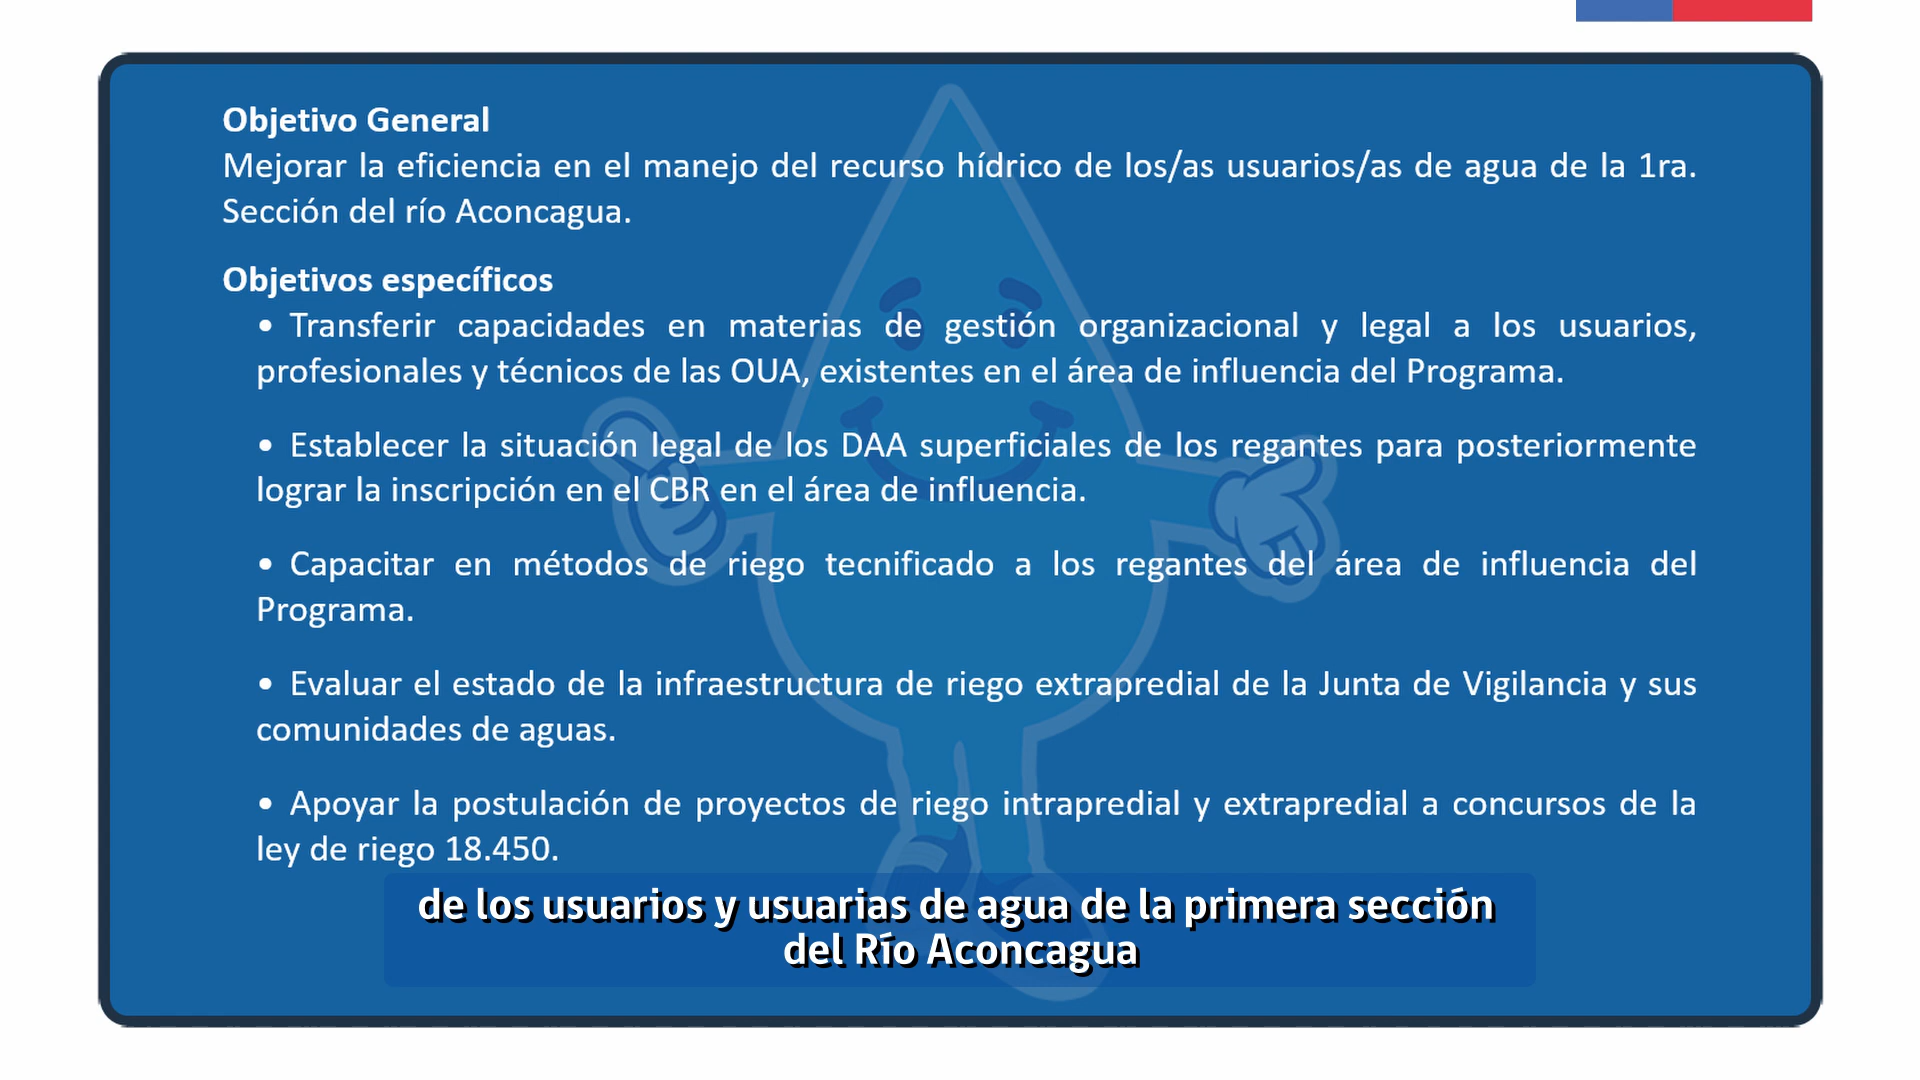 Objetivo General
Mejorar la eficiencia en el manejo del recurso hídrico de los/as usuarios/as de agua de la 1ra.
Sección del río Aconcagua.
Objetivos específicos
• Transferir capacidades en materias de gestión organizacional y legal a los usuarios,
profesionales y técnicos de las OUA, existentes en el área de influencia del Programa.
• Establecer la situación legal de los DAA superficiales de los regantes para posteriormente
lograr la inscripción en el CBR en el área de influencia.
• Capacitar en métodos de riego tecnificado a los regantes del área de influencia del
Programa.
• Evaluar el estado de la infraestructura de riego extrapredial de la Junta de Vigilancia y sus
comunidades de aguas.
• Apoyar la postulación de proyectos de riego intrapredial y extrapredial a concursos de la
ley de riego 18.450.
de los usuarios y usuarias de agua de la primera sección
del Río Aconcagua